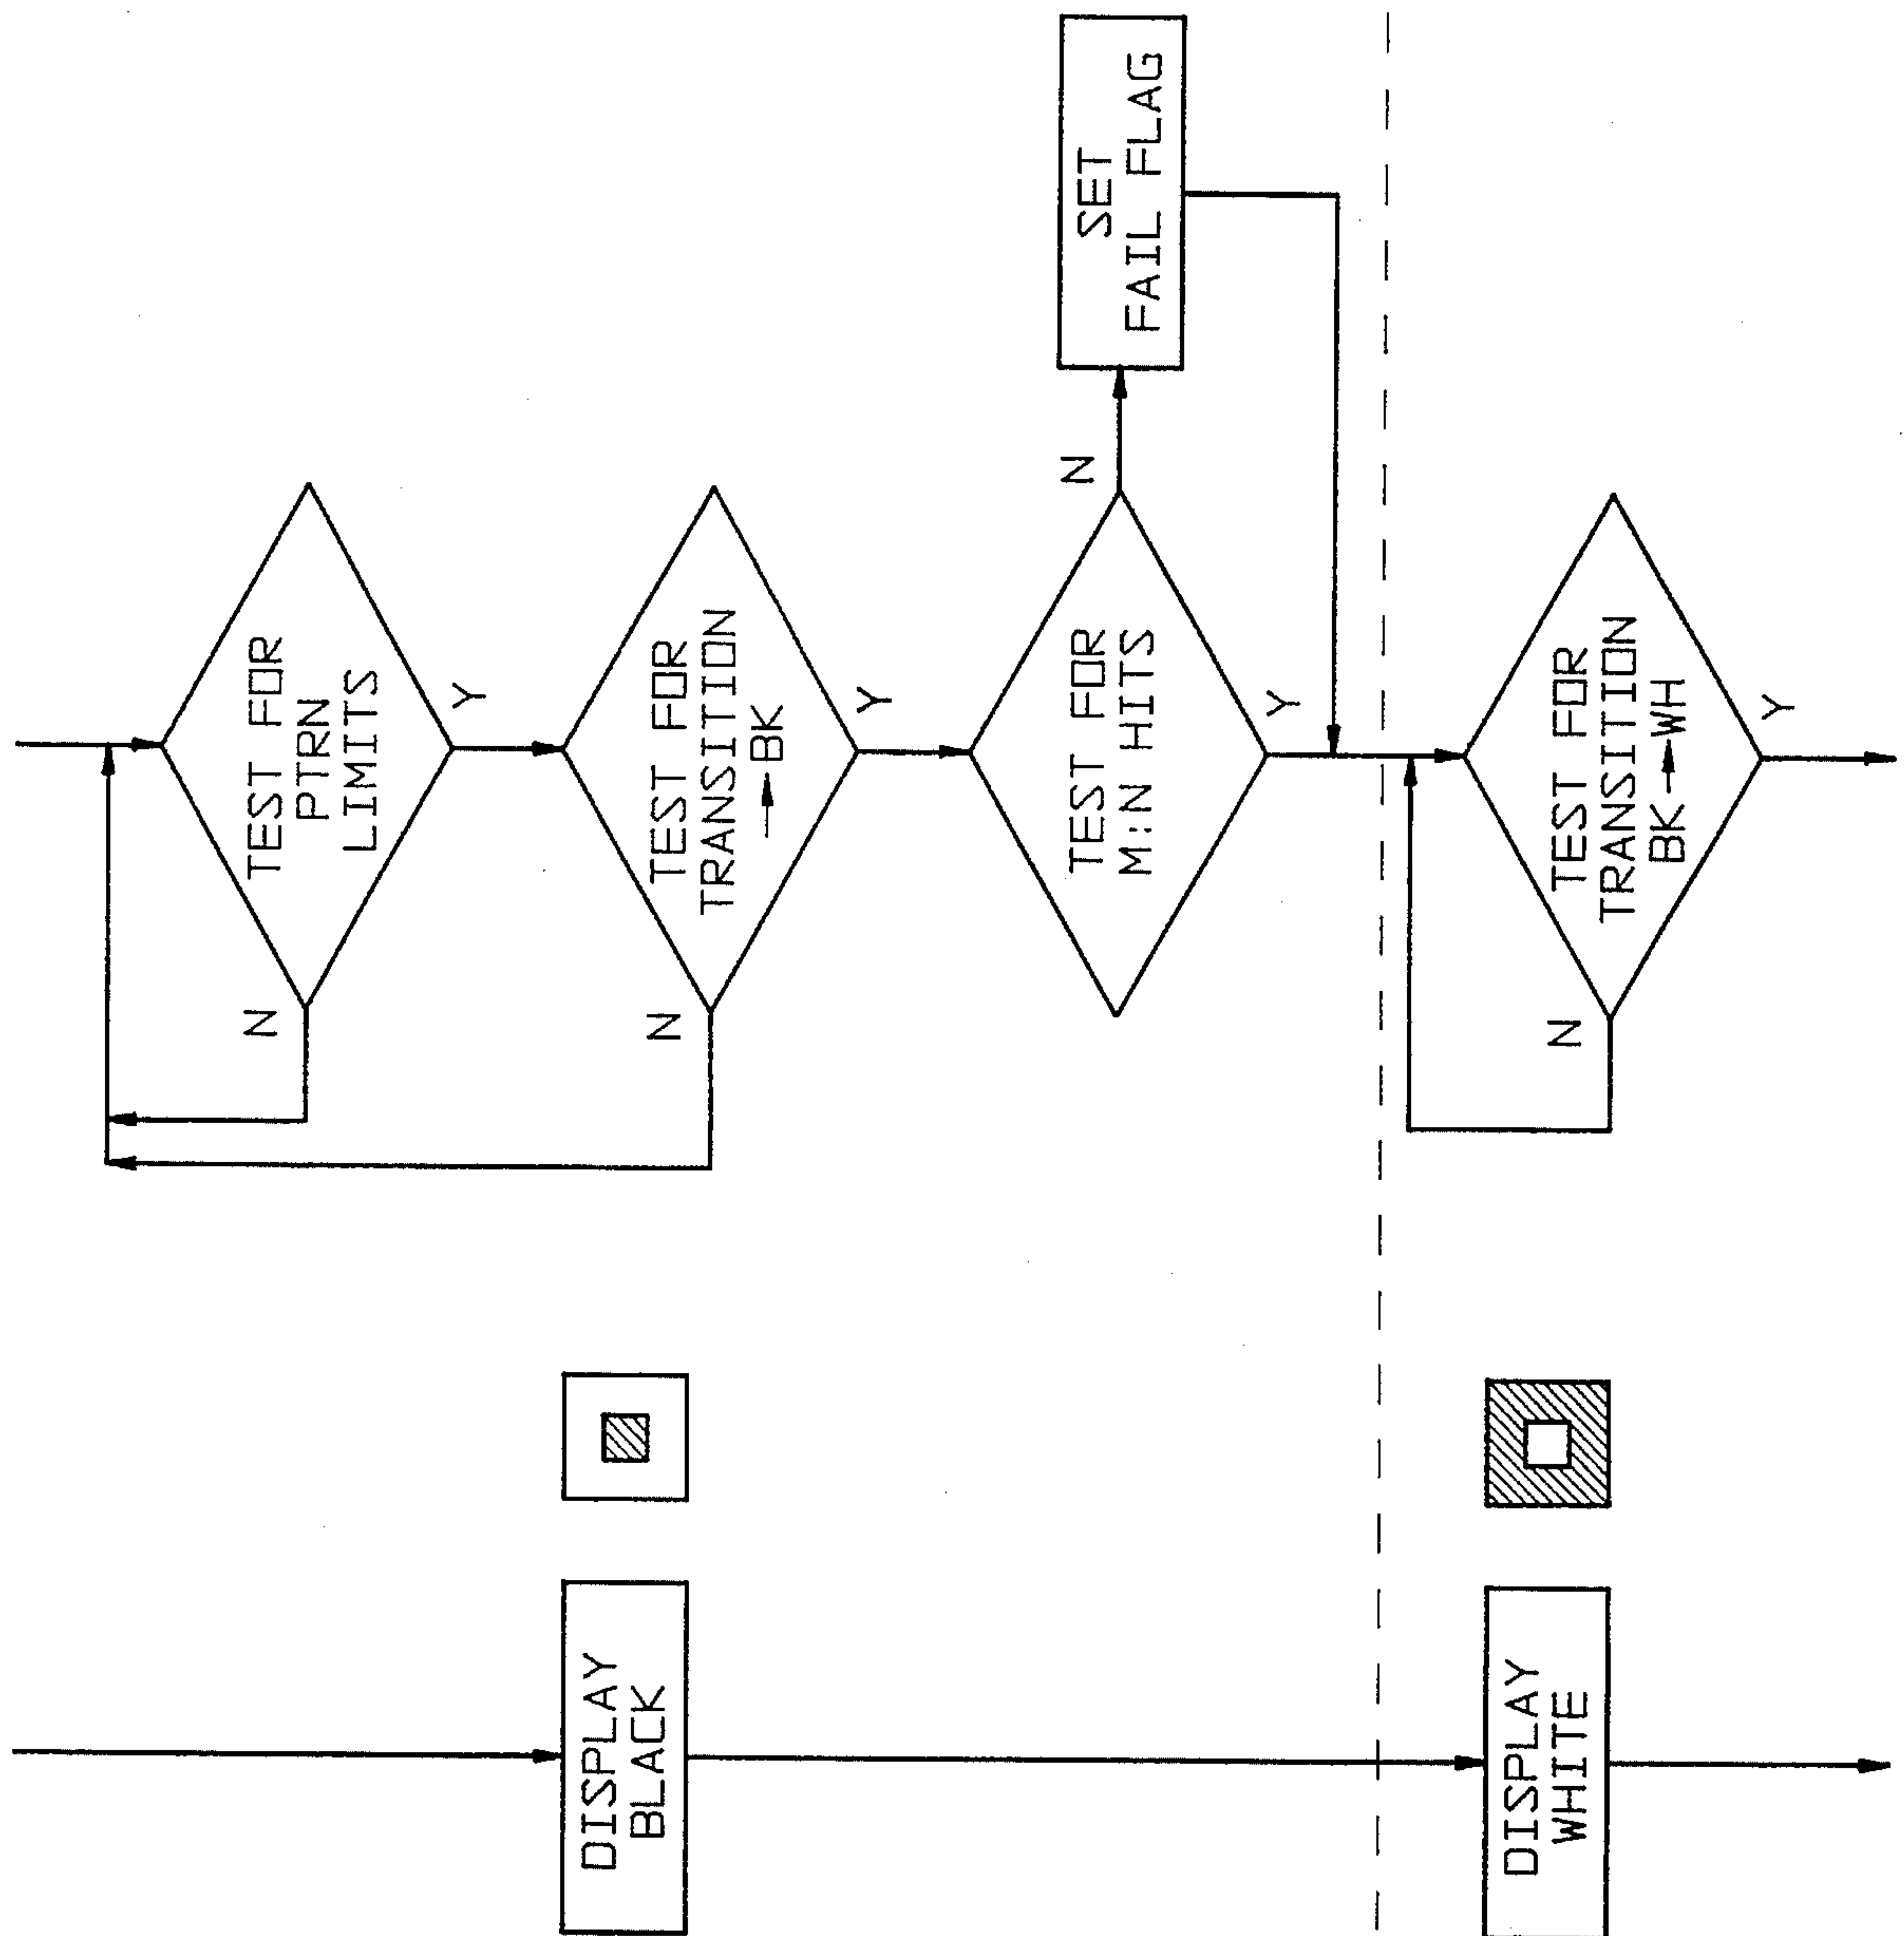 N
TEST FOR
PTRN
LIMITS
Y
DISPLAY
BLACK
N
TEST FOR
TRANSITION
→BK
Y
TEST FOR
M:N HITS
N
SET
FAIL FLAG
Y
DISPLAY
WHITE
N
TEST FOR
TRANSITION
BK→WH
Y